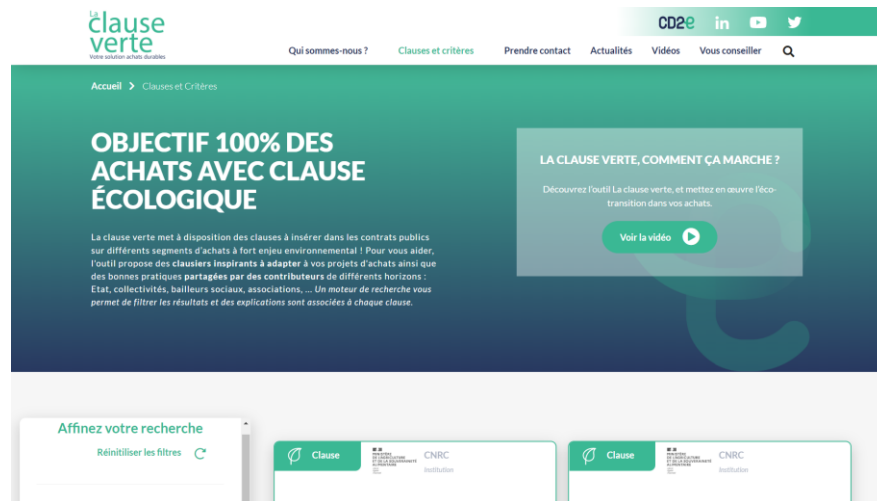 La
clause
verte
Votre solution achats durables
CD2e
Qui sommes-nous ?
Clauses et critères
Prendre contact
Actualités
Vidéos
Vous conseiller
Accueil
Clauses et Critères
OBJECTIF 100% DES
ACHATS AVEC CLAUSE
ÉCOLOGIQUE
La clause verte met à disposition des clauses à insérer dans les contrats publics
sur différents segments d'achats à fort enjeu environnemental ! Pour vous aider,
l'outil propose des clausiers inspirants à adapter à vos projets d'achats ainsi que
des bonnes pratiques partagées par des contributeurs de différents horizons :
Etat, collectivités, bailleurs sociaux, associations, ... Un moteur de recherche vous
permet de filtrer les résultats et des explications sont associées à chaque clause.
LA CLAUSE VERTE, COMMENT ÇA MARCHE ?
Découvrez l'outil La clause verte, et mettez en œuvre l'éco-
transition dans vos achats.
Voir la vidéo
Affinez votre recherche
Réinitiliser les filtres
Clause
CNRC
Institution
Clause
CNRC
Institution